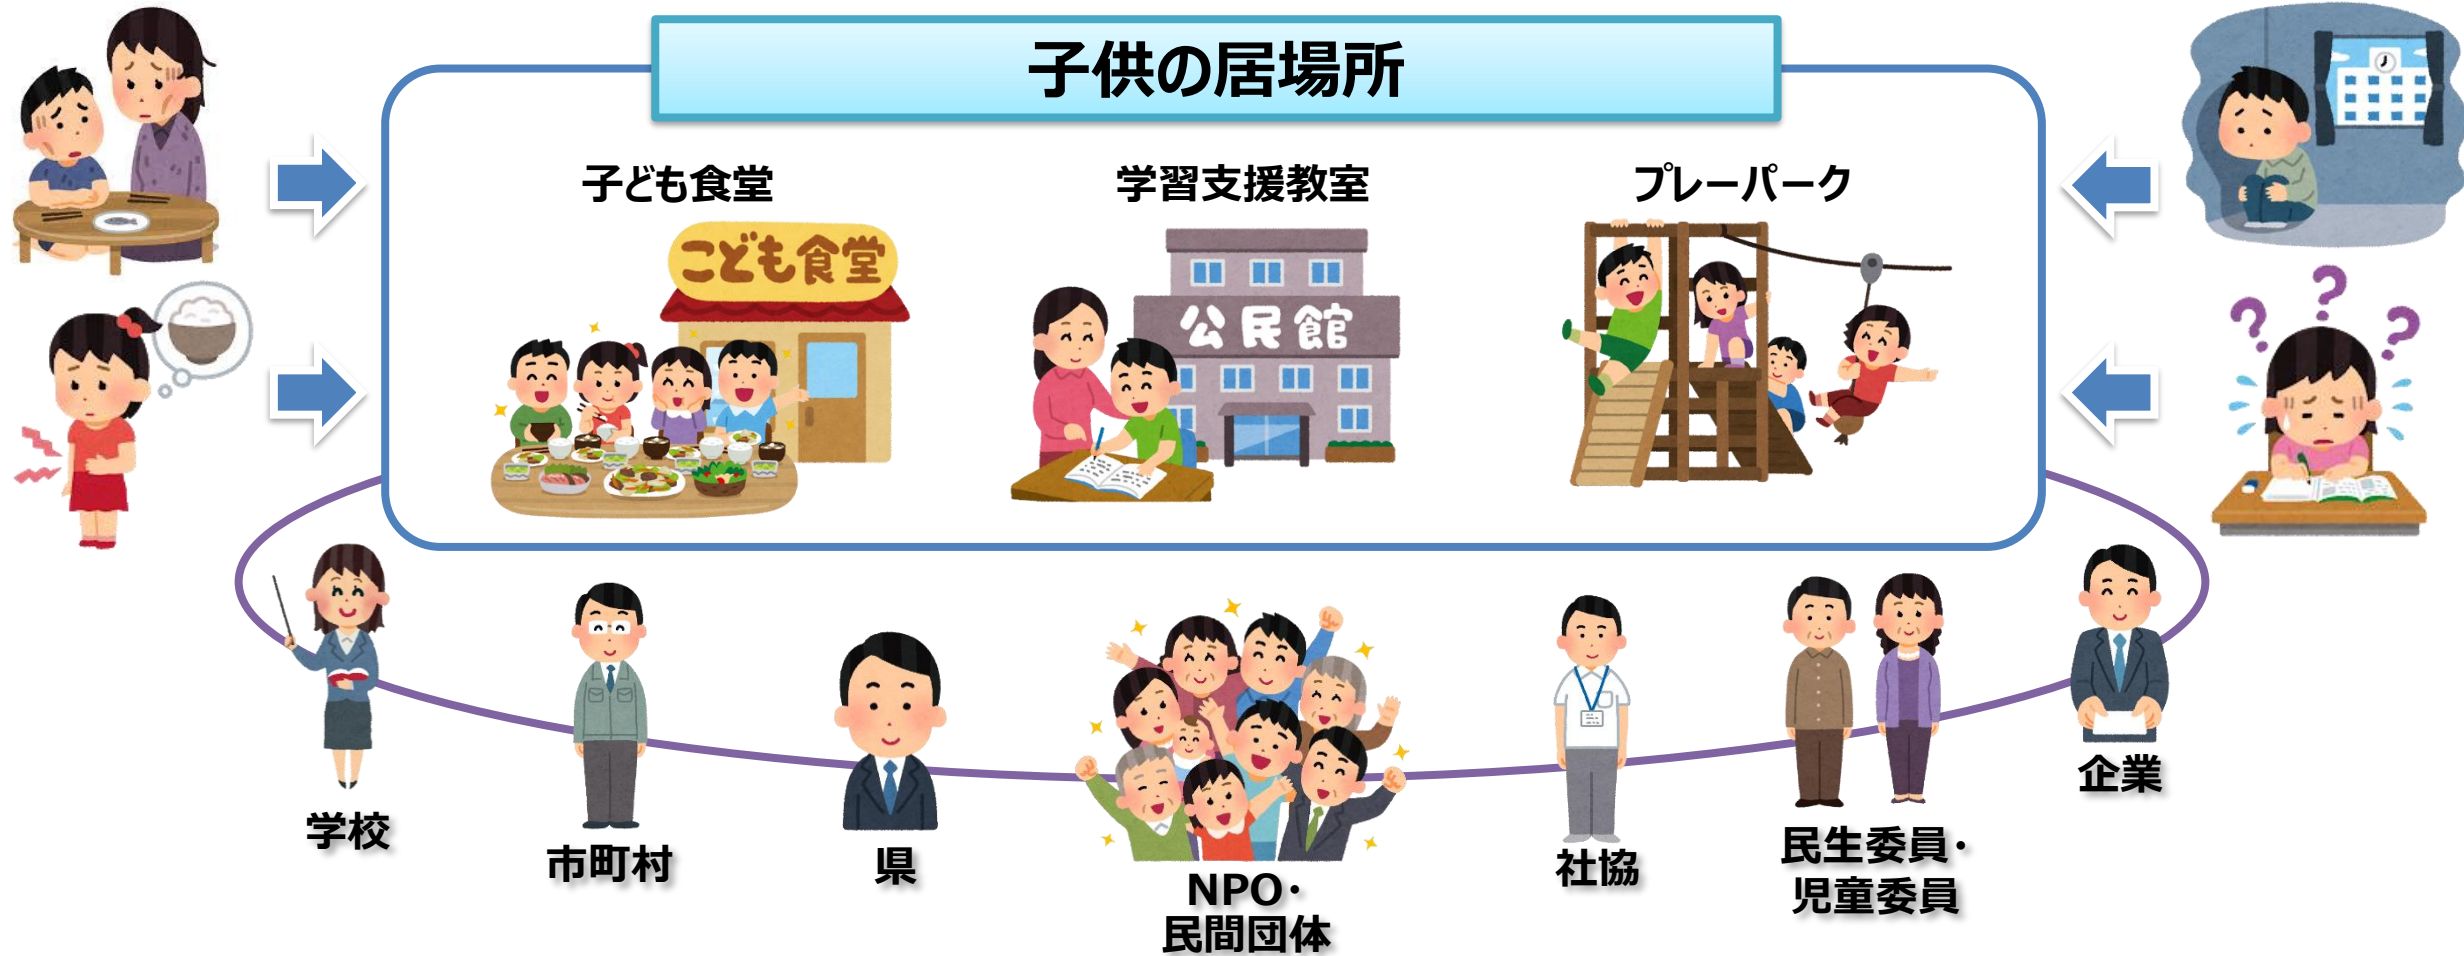 子供の居場所
子ども食堂
学習支援教室
プレーパーク
こども食堂
公民館
? ? ?
学校
市町村
県
NPO・
民間団体
社協
民生委員・
児童委員
企業